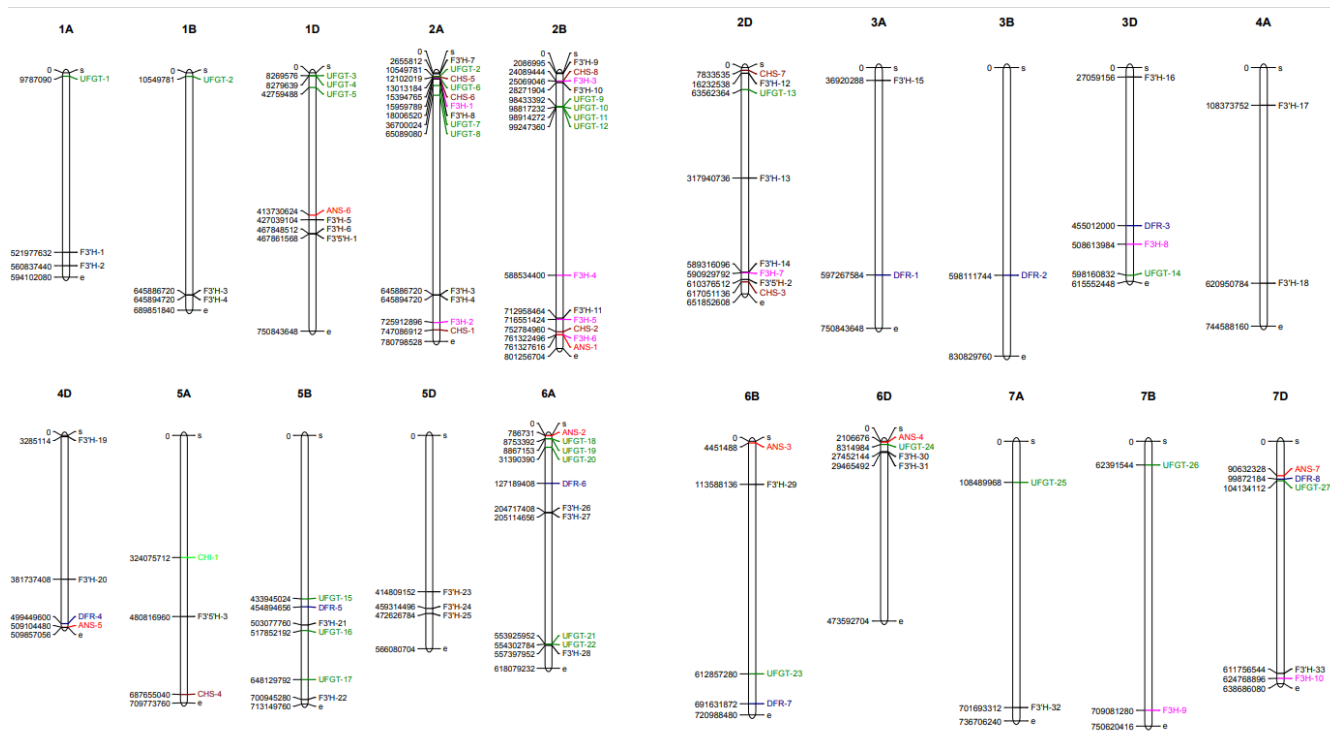 1A
0 s
9787090 UFGT-1
521977632 F3'H-1
560837440 F3'H-2
594102080 e
1B
0 s
10549781 UFGT-2
645886720 F3'H-3
645894720 F3'H-4
689851840 e
1D
0 s
8269576 UFGT-3
8279639 UFGT-4
42759488 UFGT-5
413730624 ANS-6
427039104 F3'H-5
467848512 F3'H-6
467861568 F3'5'H-1
750843648 e
2A
0 s
2655812 F3'H-7
10549781 UFGT-2
12102019 CHS-5
13013184 UFGT-6
15394765 CHS-6
15959789 F3H-1
18006520 F3'H-8
36700024 UFGT-7
65089080 UFGT-8
645886720 F3'H-3
645894720 F3'H-4
725912896 F3H-2
747086912 CHS-1
780798528 e
2B
0 s
2086995 F3'H-9
24089444 CHS-8
25069046 F3H-3
28271904 F3'H-10
98433392 UFGT-9
98817232 UFGT-10
98914272 UFGT-11
99247360 UFGT-12
588534400 F3H-4
712958464 F3'H-11
716551424 F3H-5
752784960 CHS-2
761322496 F3H-6
761327616 ANS-1
801256704 e
2D
0 s
7833535 CHS-7
16232538 F3'H-12
63562364 UFGT-13
317940736 F3'H-13
589316096 F3'H-14
590929792 F3H-7
610376512 F3'5'H-2
617051136 CHS-3
651852608 e
3A
0 s
36920288 F3'H-15
597267584 DFR-1
750843648 e
3B
0 s
598111744 DFR-2
830829760 e
3D
0 s
27059156 F3'H-16
455012000 DFR-3
508613984 F3H-8
598160832 UFGT-14
615552448 e
4A
0 s
108373752 F3'H-17
620950784 F3'H-18
744588160 e
4D
0 s
3285114 F3'H-19
381737408 F3'H-20
499449600 DFR-4
509104480 ANS-5
509857056 e
5A
0 s
324075712 CHI-1
480816960 F3'5'H-3
687655040 CHS-4
709773760 e
5B
0 s
433945024 UFGT-15
454894656 DFR-5
503077760 F3'H-21
517852192 UFGT-16
648129792 UFGT-17
700945280 F3'H-22
713149760 e
5D
0 s
414809152 F3'H-23
459314496 F3'H-24
472626784 F3'H-25
566080704 e
6A
0 s
786731 ANS-2
8753392 UFGT-18
8867153 UFGT-19
31390390 UFGT-20
127189408 DFR-6
204717408 F3'H-26
205114656 F3'H-27
553925952 UFGT-21
554302784 UFGT-22
557397952 F3'H-28
618079232 e
6B
0 s
4451488 ANS-3
113588136 F3'H-29
612857280 UFGT-23
691631872 DFR-7
720988480 e
6D
0 s
2106676 ANS-4
8314984 UFGT-24
27452144 F3'H-30
29465492 F3'H-31
473592704 e
7A
0 s
108489968 UFGT-25
701693312 F3'H-32
736706240 e
7B
0 s
62391544 UFGT-26
709081280 F3H-9
750620416 e
7D
0 s
90632328 ANS-7
99872184 DFR-8
104134112 UFGT-27
611756544 F3'H-33
624768896 F3H-10
638686080 e